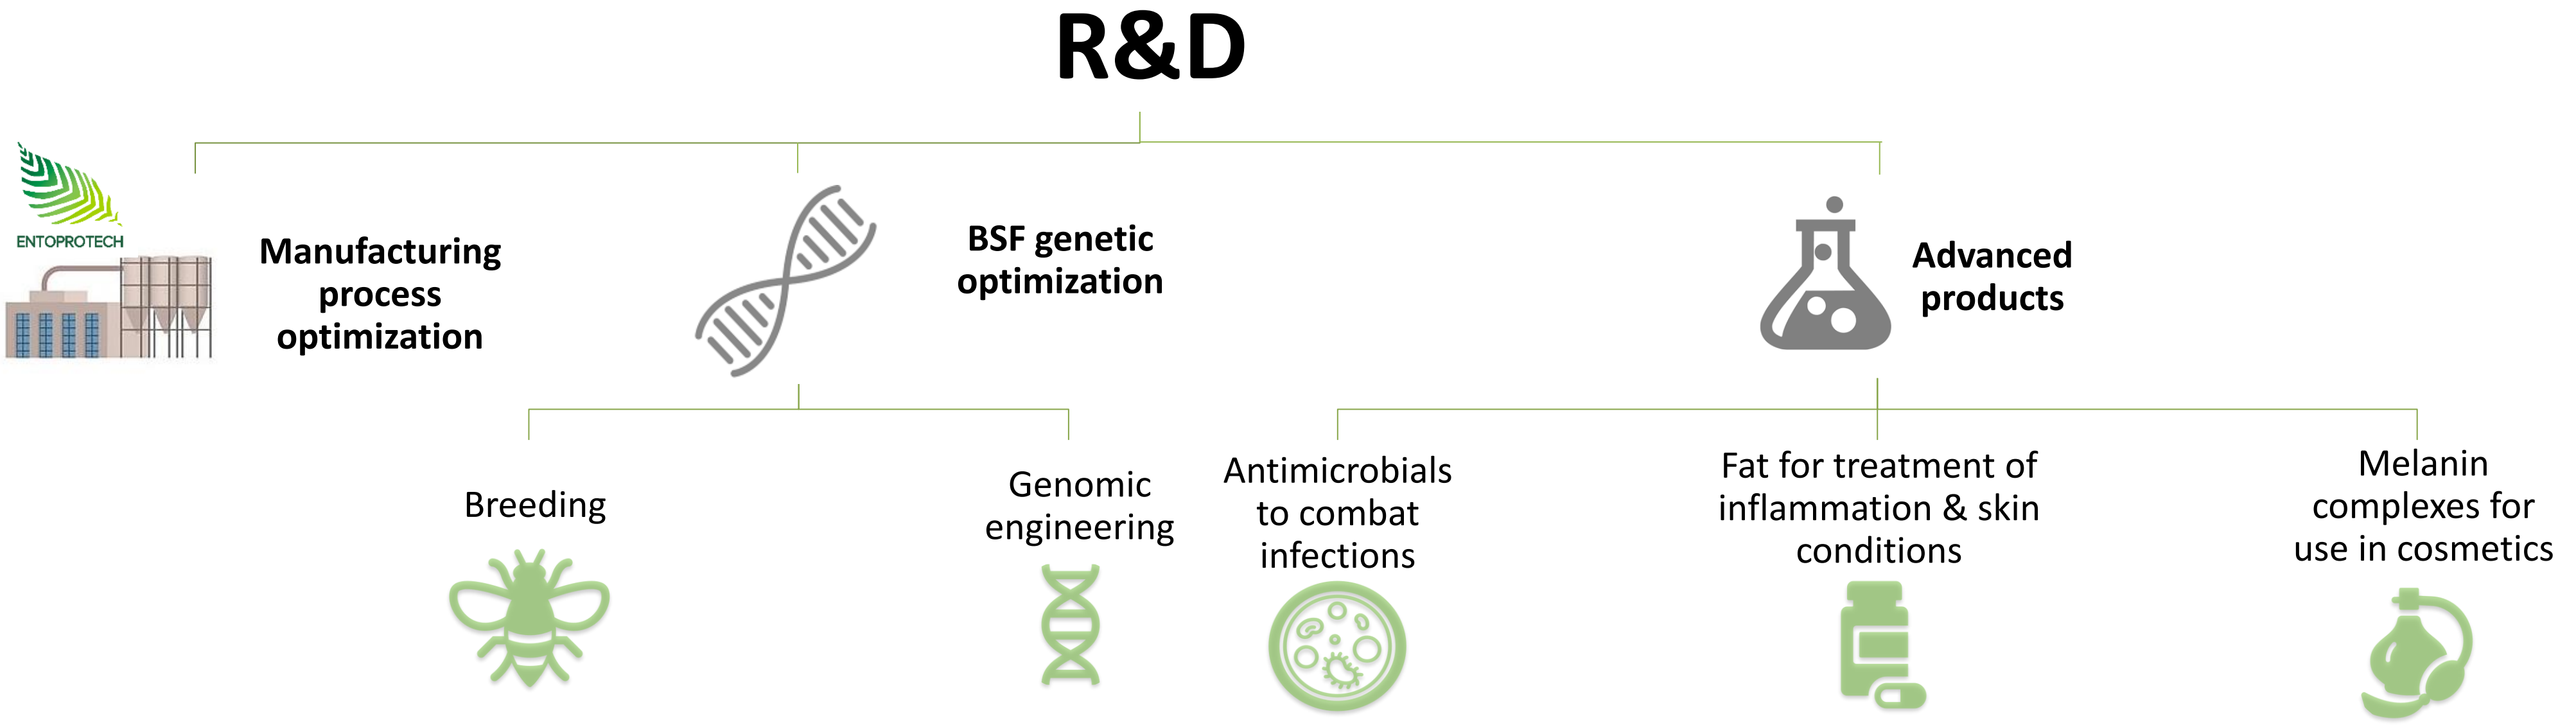 R&D
ENTOPROTECH
Manufacturing
process
optimization
BSF genetic
optimization
Advanced
products
Breeding
Genomic
engineering
Antimicrobials
to combat
infections
Fat for treatment of
inflammation & skin
conditions
Melanin
complexes for
use in cosmetics